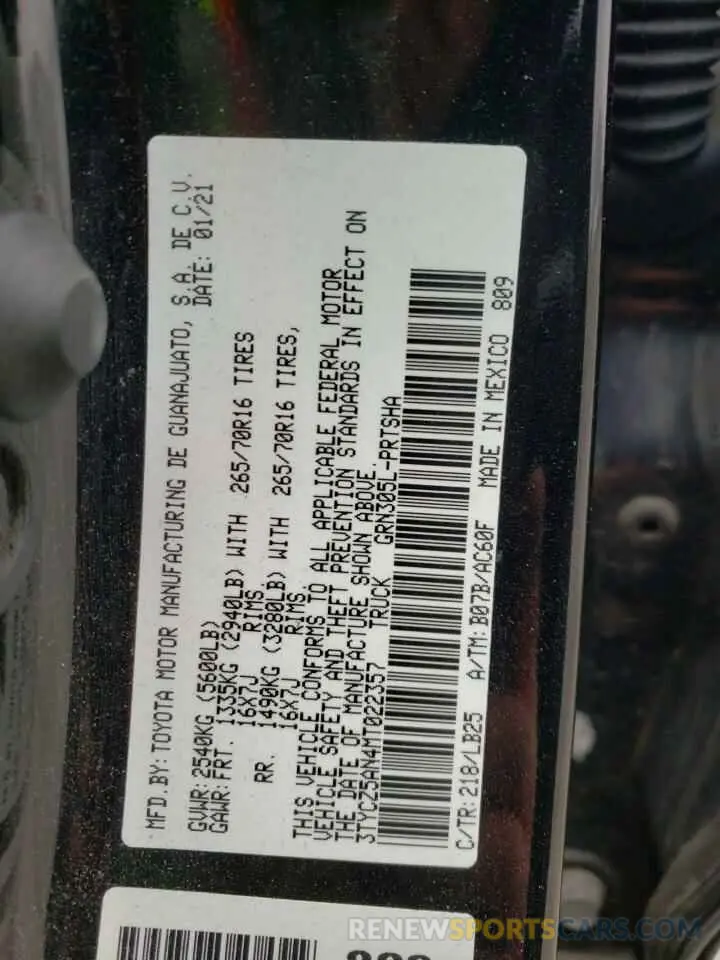 MFD.BY: TOYOTA MOTOR MANUFACTURING DE GUANAJUATO, S.A. DE C.V.
DATE: 01/21
GVWR: 2540KG (5600LB)
GAWR: FRT. 1335KG (2940LB) WITH 265/70R16 TIRES
16X7J RIMS.
RR. 1490KG (3280LB) WITH 265/70R16 TIRES,
16X7J RIMS.
THIS VEHICLE CONFORMS TO ALL APPLICABLE FEDERAL MOTOR
VEHICLE SAFETY AND THEFT PREVENTION STANDARDS IN EFFECT ON
THE DATE OF MANUFACTURE SHOWN ABOVE.
3TYCZ5AN4MT022357 TRUCK GRN305L-PRTSHA
C/TR: 218/LB25 A/TM: B07B/AC60F MADE IN MEXICO 809
RENEWSPORTSCARS.COM